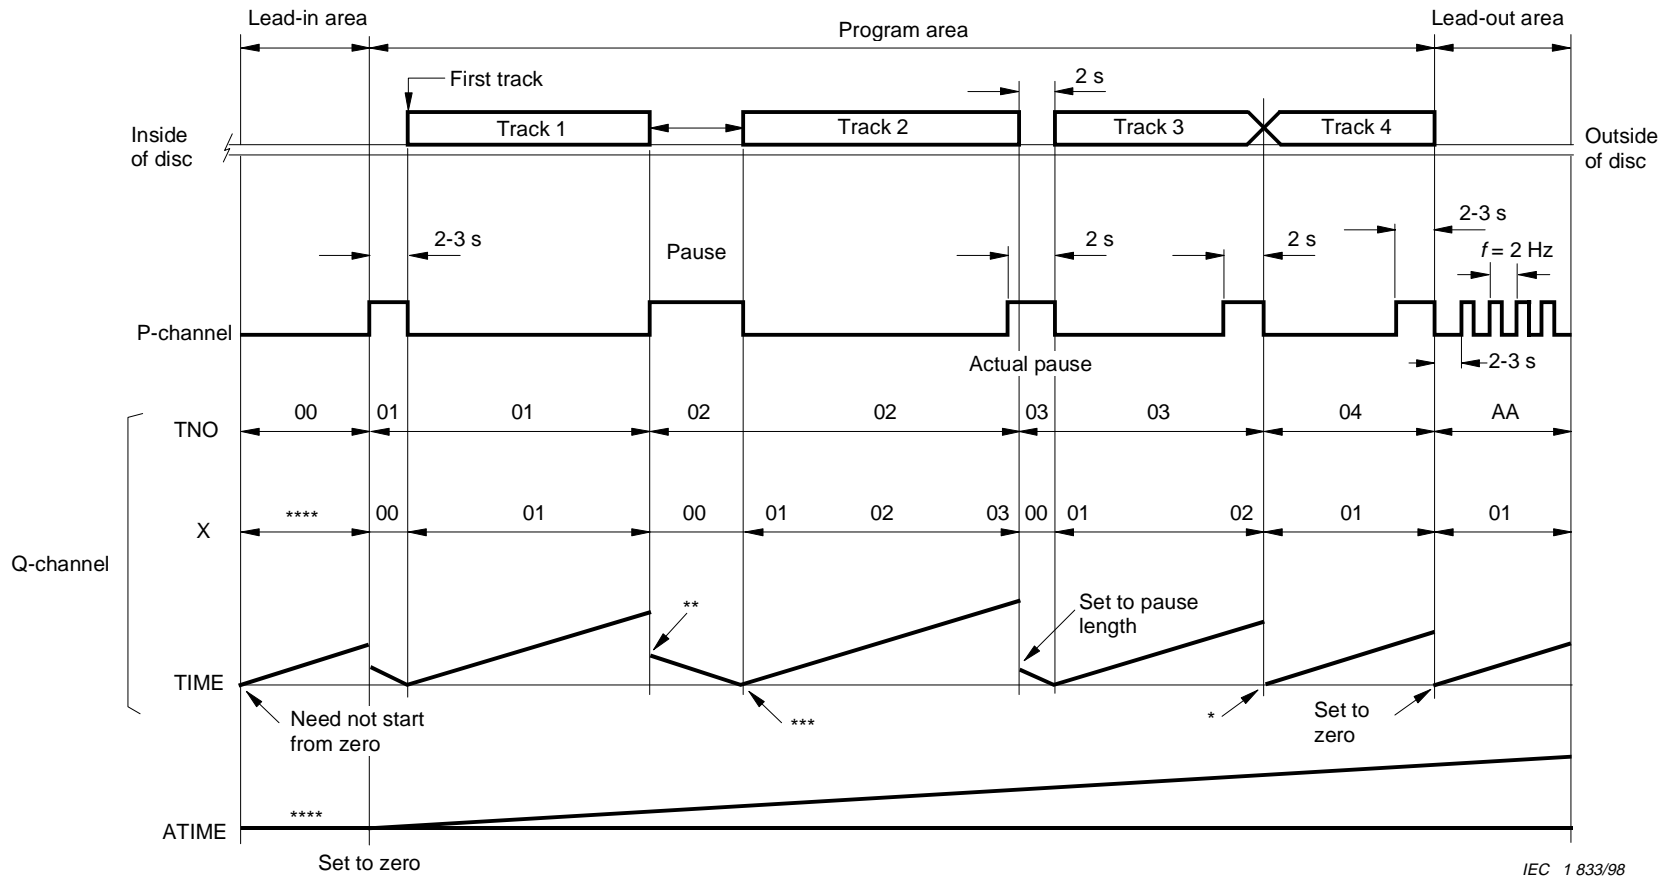 Lead-in area
Program area
Lead-out area
First track
2 s
Inside
of disc
Track 1
Track 2
Track 3
Track 4
Outside
of disc
2-3 s
Pause
2 s
2 s
2-3 s
f = 2 Hz
P-channel
Actual pause
2-3 s
TNO
00
01
01
02
02
03
03
04
AA
X
****
00
01
00
01
02
03
00
01
02
01
01
Q-channel
**
Set to pause
length
TIME
Need not start
from zero
***
*
Set to
zero
****
ATIME
Set to zero
IEC 1 833/98